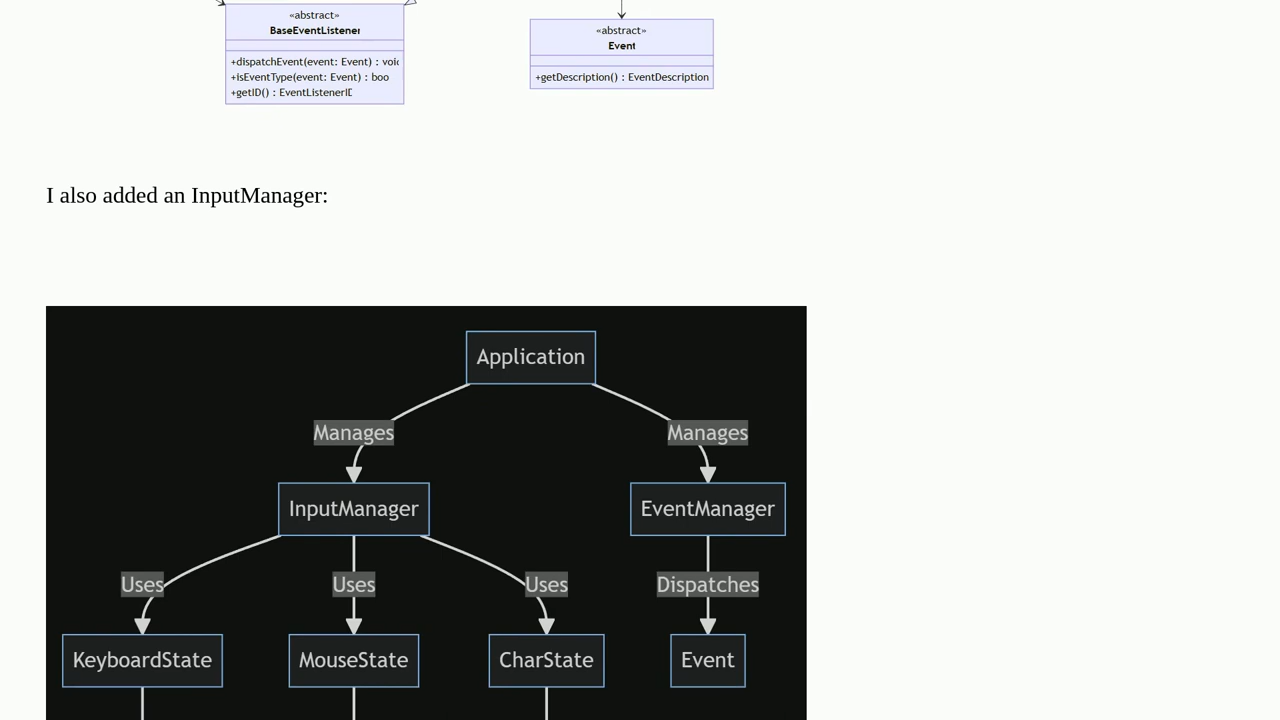 «abstract»
BaseEventListener
+dispatchEvent(event: Event) : void
+isEventType(event: Event) : boo
+getID() : EventListenerID
«abstract»
Event
+getDescription() : EventDescription
I also added an InputManager:
Application
Manages
Manages
InputManager
EventManager
Uses
Uses
Uses
Dispatches
KeyboardState
MouseState
CharState
Event